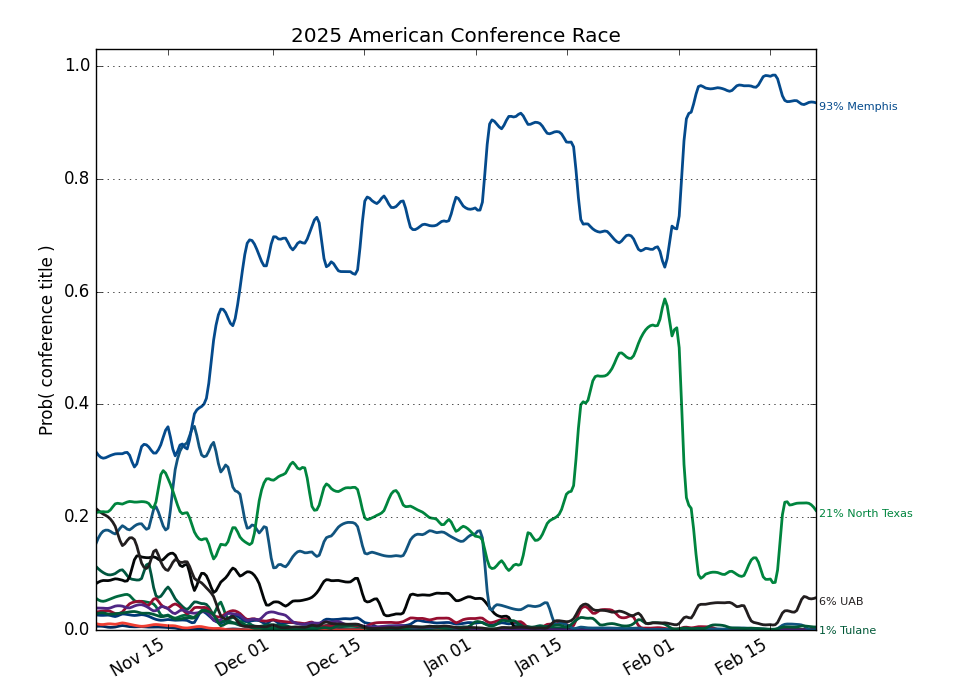 2025 American Conference Race
Prob( conference title )
1.0
0.8
0.6
0.4
0.2
0.0
93% Memphis
21% North Texas
6% UAB
1% Tulane
Nov 15
Dec 01
Dec 15
Jan 01
Jan 15
Feb 01
Feb 15